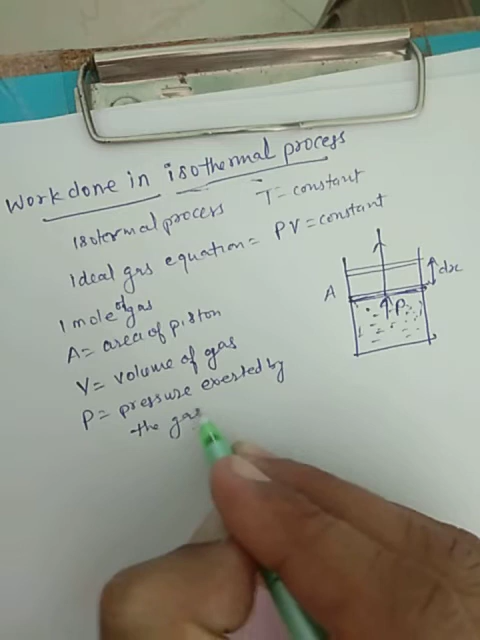 Work done in isothermal process
Isotermal process T = constant
Ideal gas equation = PV = constant
1 mole of gas
A = area of piston
V = volume of gas
P = pressure exerted by
the gas
A
dx
P